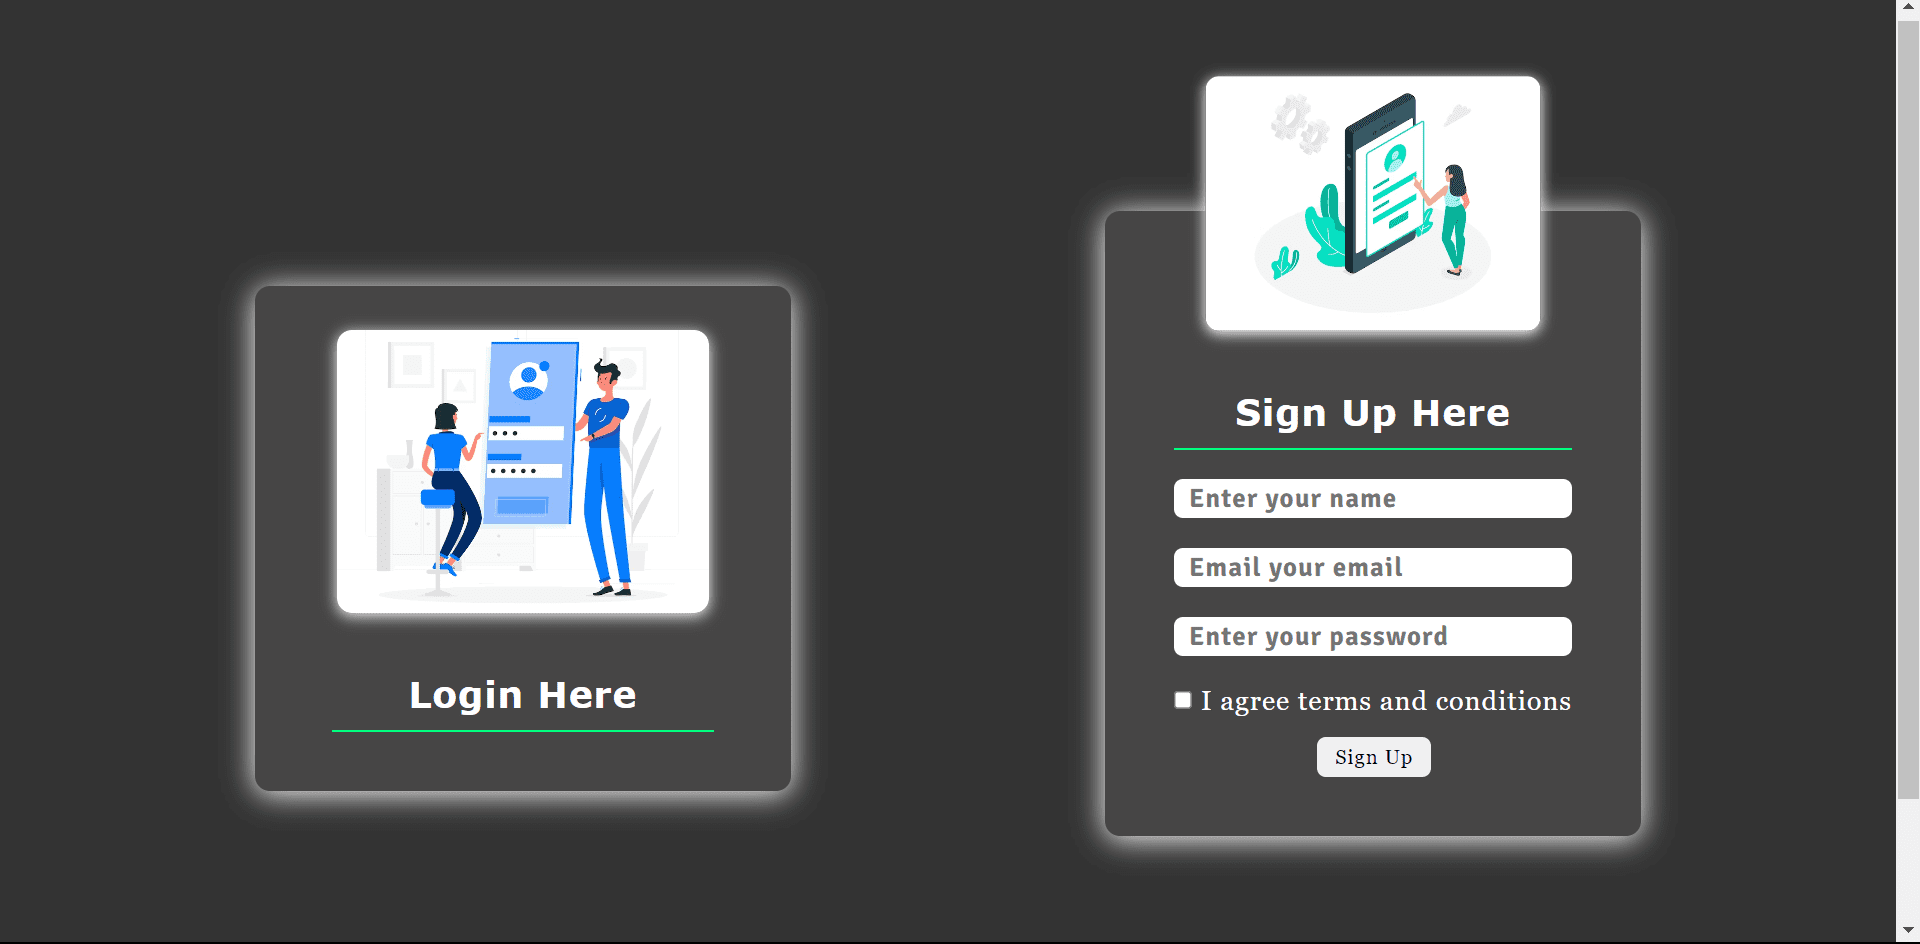 Login Here
Sign Up Here
Enter your name
Email your email
Enter your password
I agree terms and conditions
Sign Up